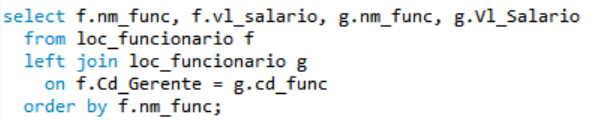 select f.nm_func, f.vl_salario, g.nm_func, g.Vl_Salario
from loc_funcionario f
left join loc_funcionario g
on f.Cd_Gerente = g.cd_func
order by f.nm_func;